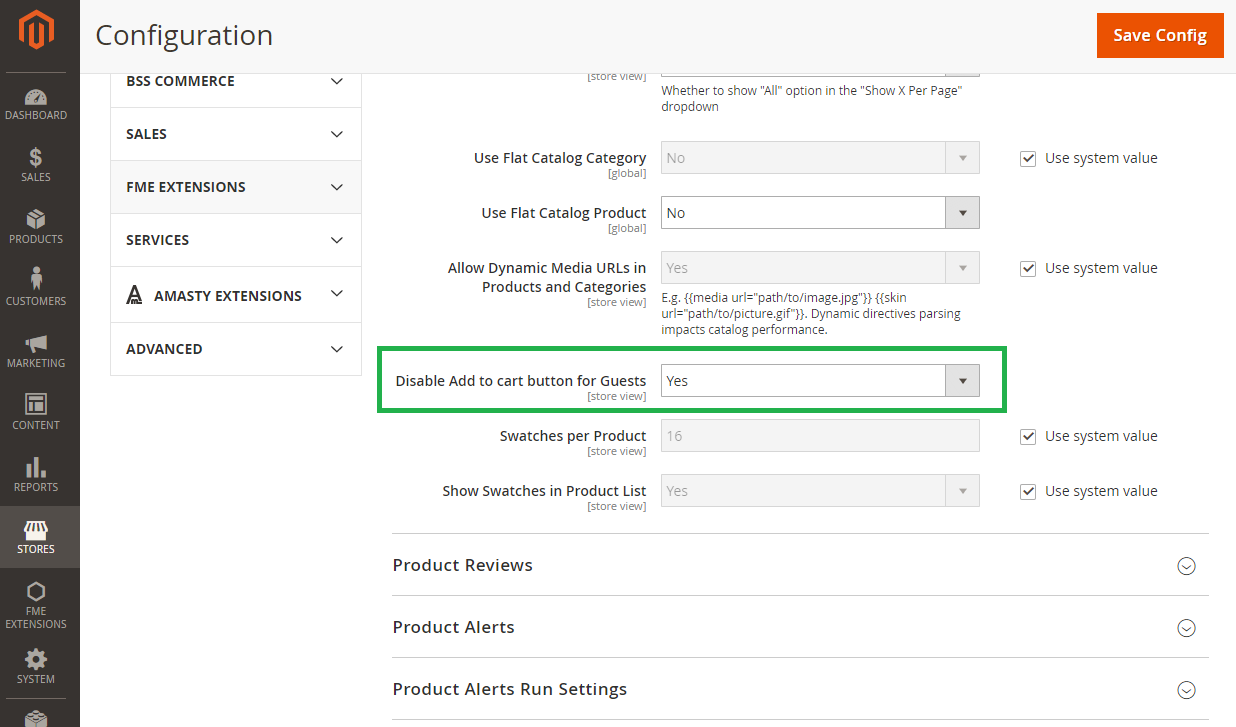 Configuration
Save Config
DASHBOARD
SALES
PRODUCTS
CUSTOMERS
MARKETING
CONTENT
REPORTS
STORES
FME
EXTENSIONS
SYSTEM
BSS COMMERCE
SALES
FME EXTENSIONS
SERVICES
AMASTY EXTENSIONS
ADVANCED
[store view]
Whether to show "All" option in the "Show X Per Page"
dropdown
Use Flat Catalog Category No Use system value
[global]
Use Flat Catalog Product No
[global]
Allow Dynamic Media URLs in Yes Use system value
Products and Categories
[store view]
E.g. {{media url="path/to/image.jpg"}} {{skin
url="path/to/picture.gif"}}. Dynamic directives parsing
impacts catalog performance.
Disable Add to cart button for Guests Yes
[store view]
Swatches per Product 16 Use system value
[store view]
Show Swatches in Product List Yes Use system value
[store view]
Product Reviews
Product Alerts
Product Alerts Run Settings